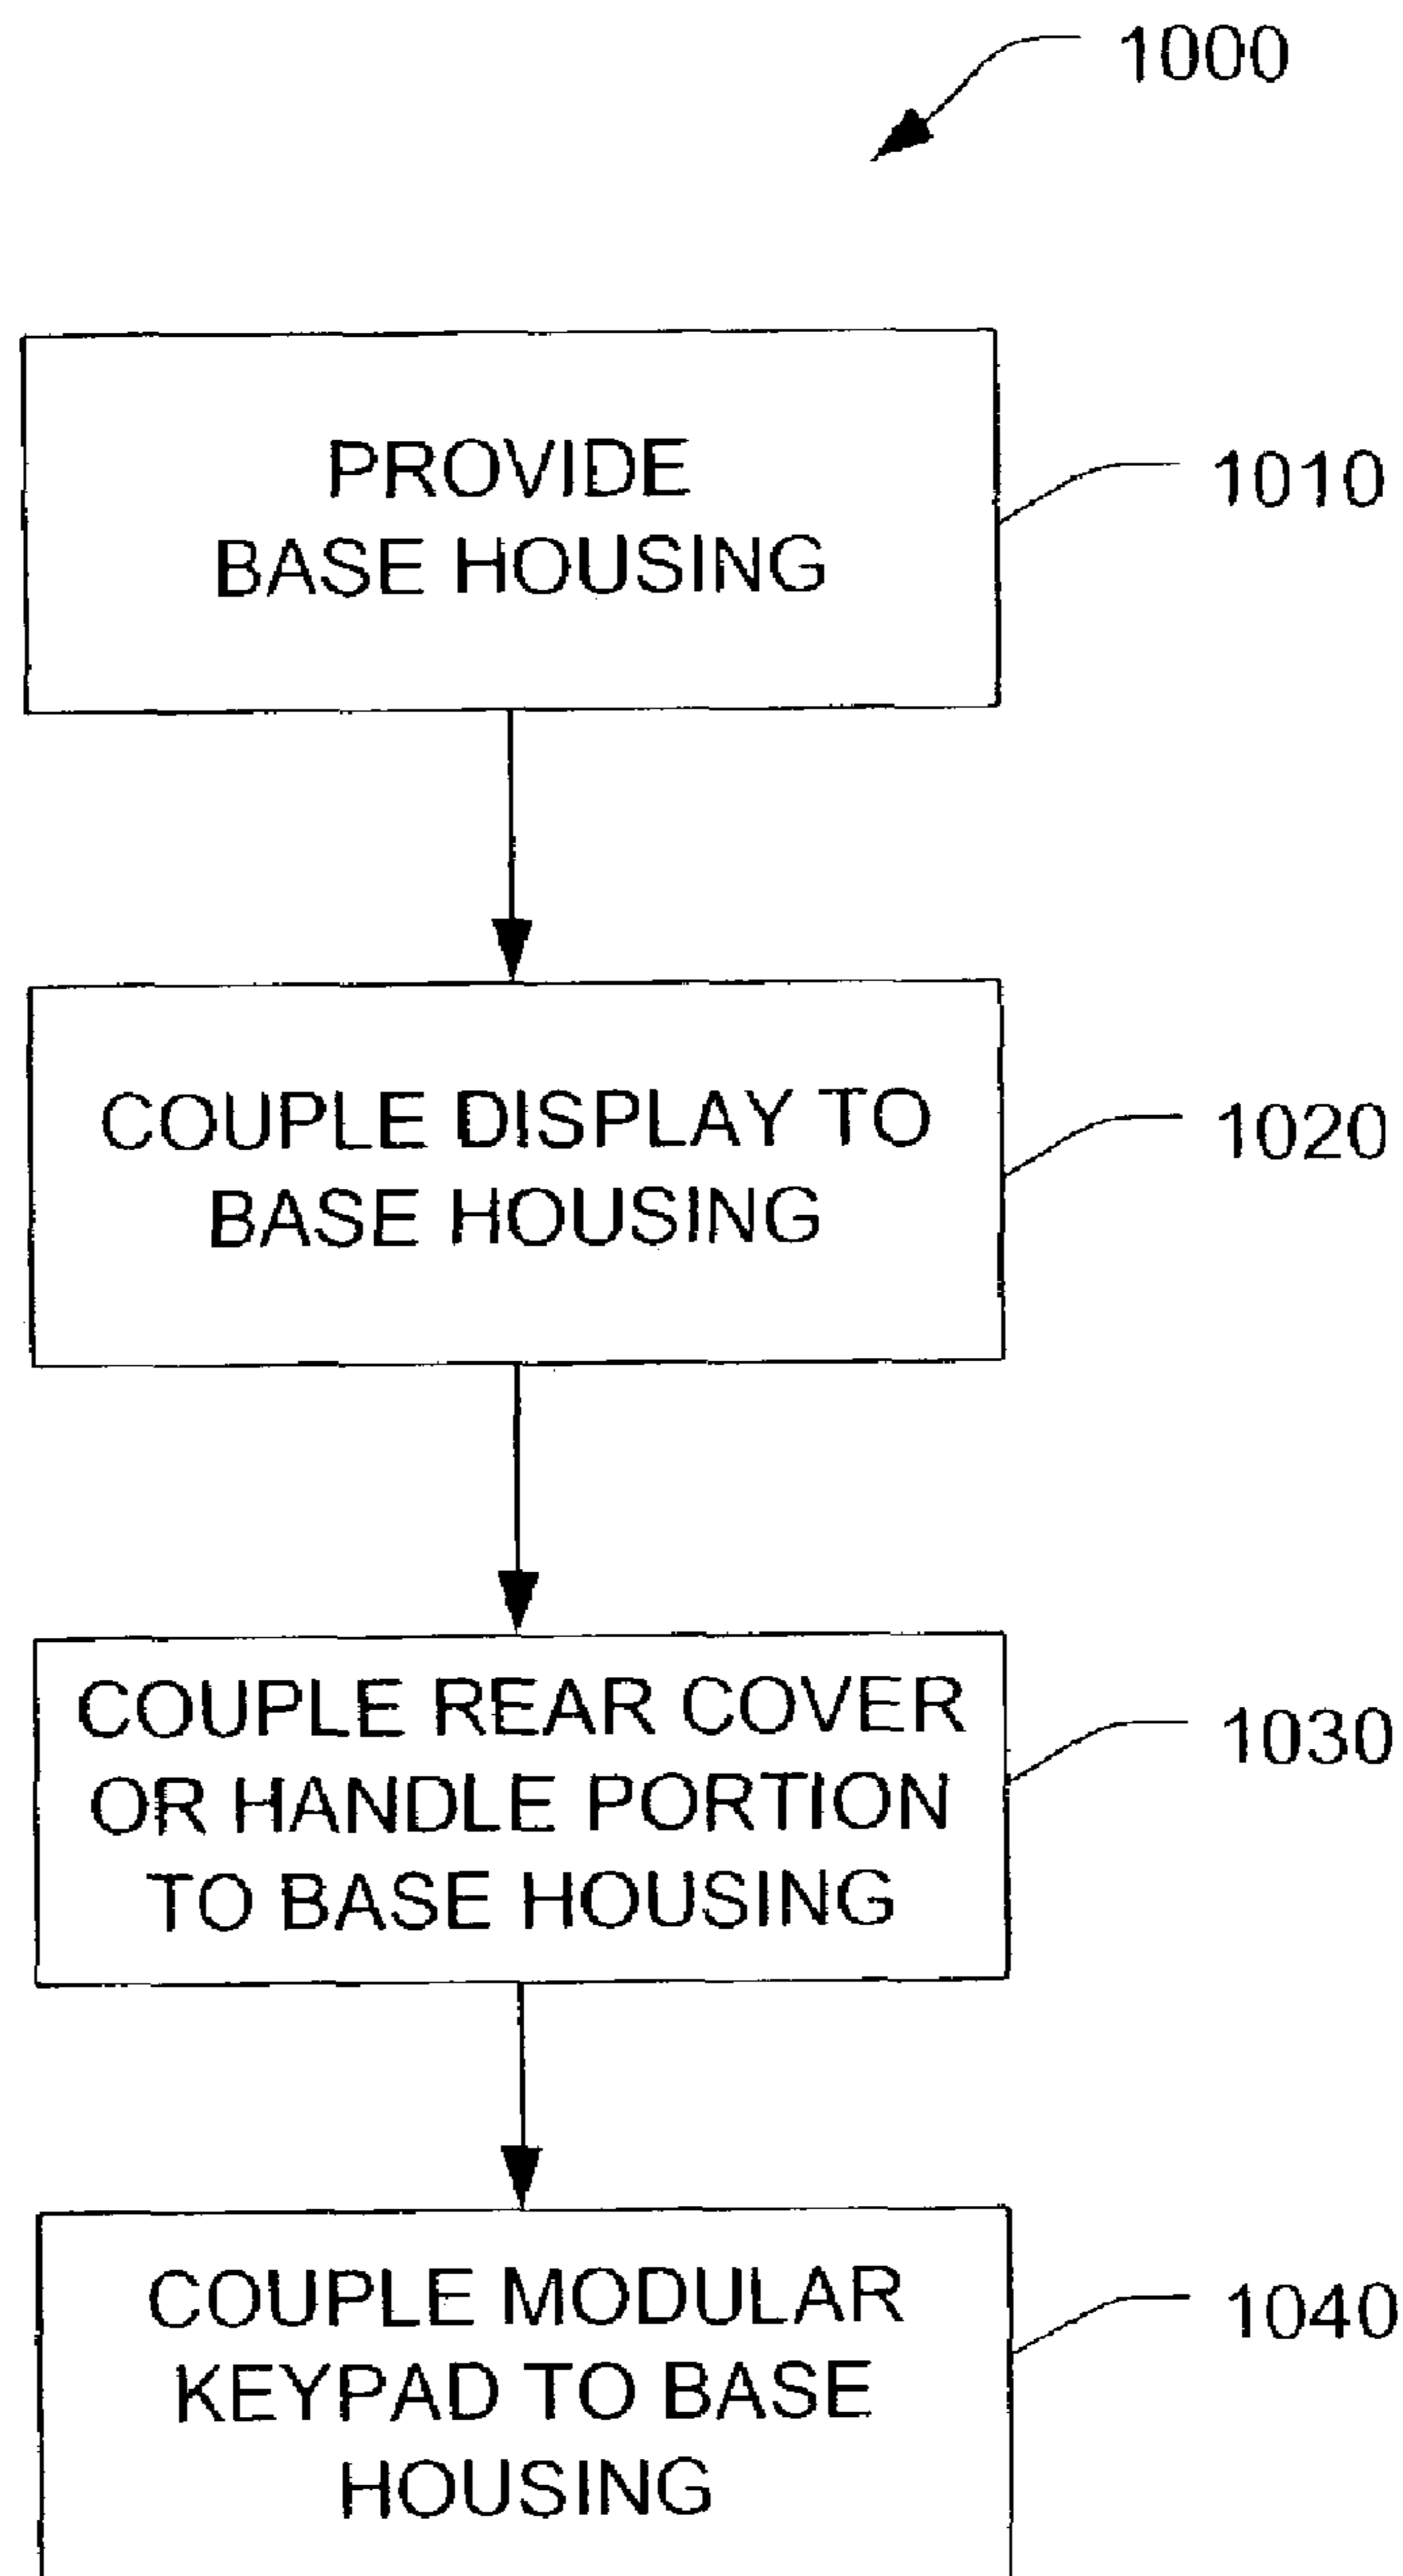 1000
PROVIDE
BASE HOUSING
1010
COUPLE DISPLAY TO
BASE HOUSING
1020
COUPLE REAR COVER
OR HANDLE PORTION
TO BASE HOUSING
1030
COUPLE MODULAR
KEYPAD TO BASE
HOUSING
1040